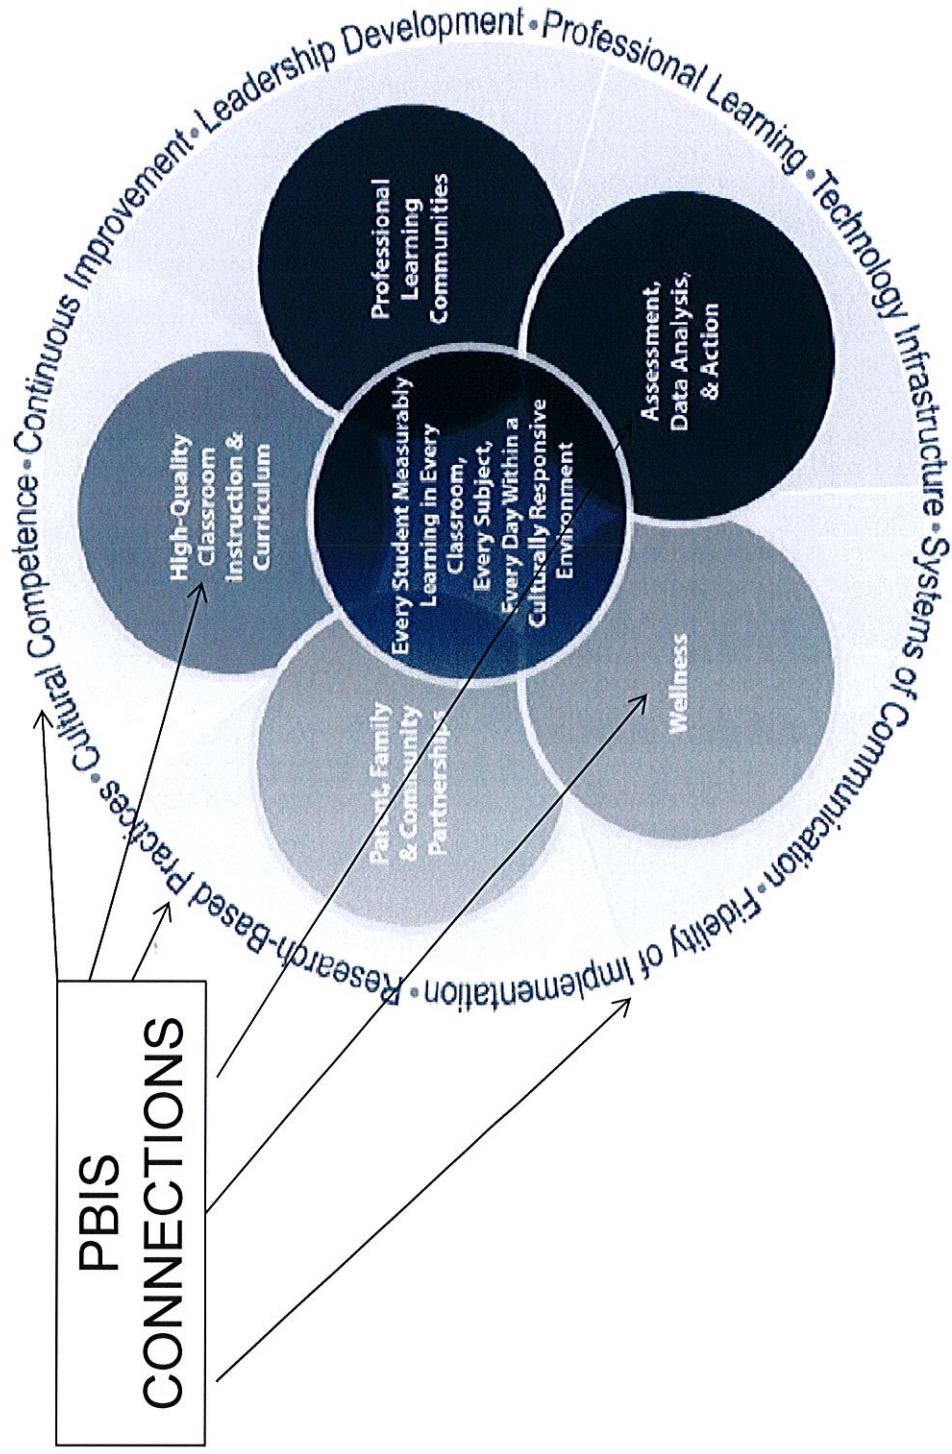 PBIS
CONNECTIONS
Research-Based Practices • Cultural Competence • Continuous Improvement • Leadership Development • Professional Learning • Technology Infrastructure • Systems of Communication • Fidelity of Implementation •
High-Quality
Classroom
Instruction &
Curriculum
Professional
Learning
Communities
Assessment,
Data Analysis,
& Action
Wellness
Parent, Family
& Community
Partnerships
Every Student Measurably
Learning in Every
Classroom,
Every Subject,
Every Day Within a
Culturally Responsive
Environment